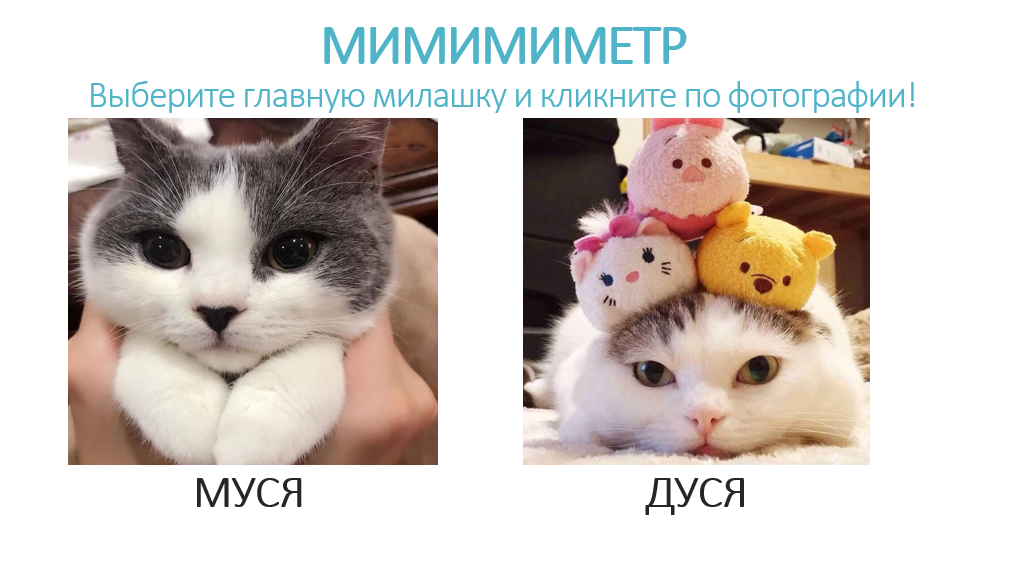 МИМИМИМЕТР
Выберите главную милашку и кликните по фотографии!
МУСЯ
ДУСЯ